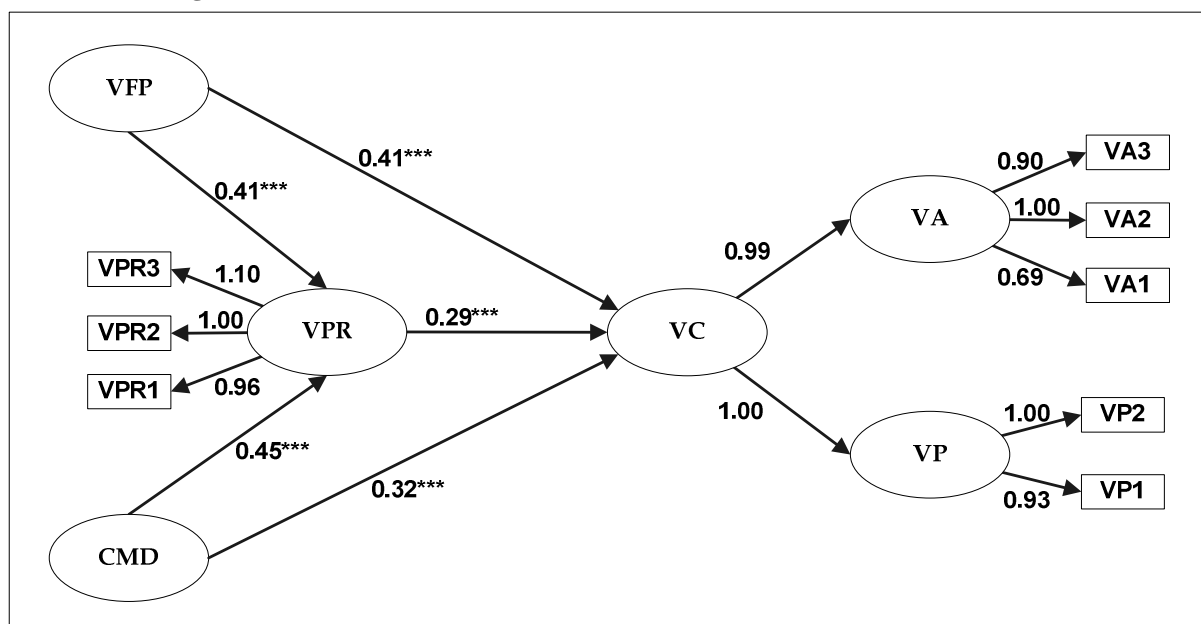 VFP
0.41***
0.41***
VA3
0.90
VA
1.00
VA2
0.99
0.69
VA1
VPR3
1.10
VPR2
1.00
VPR
0.29***
VC
VPR1
0.96
1.00
1.00
VP2
0.45***
VP
0.32***
0.93
VP1
CMD